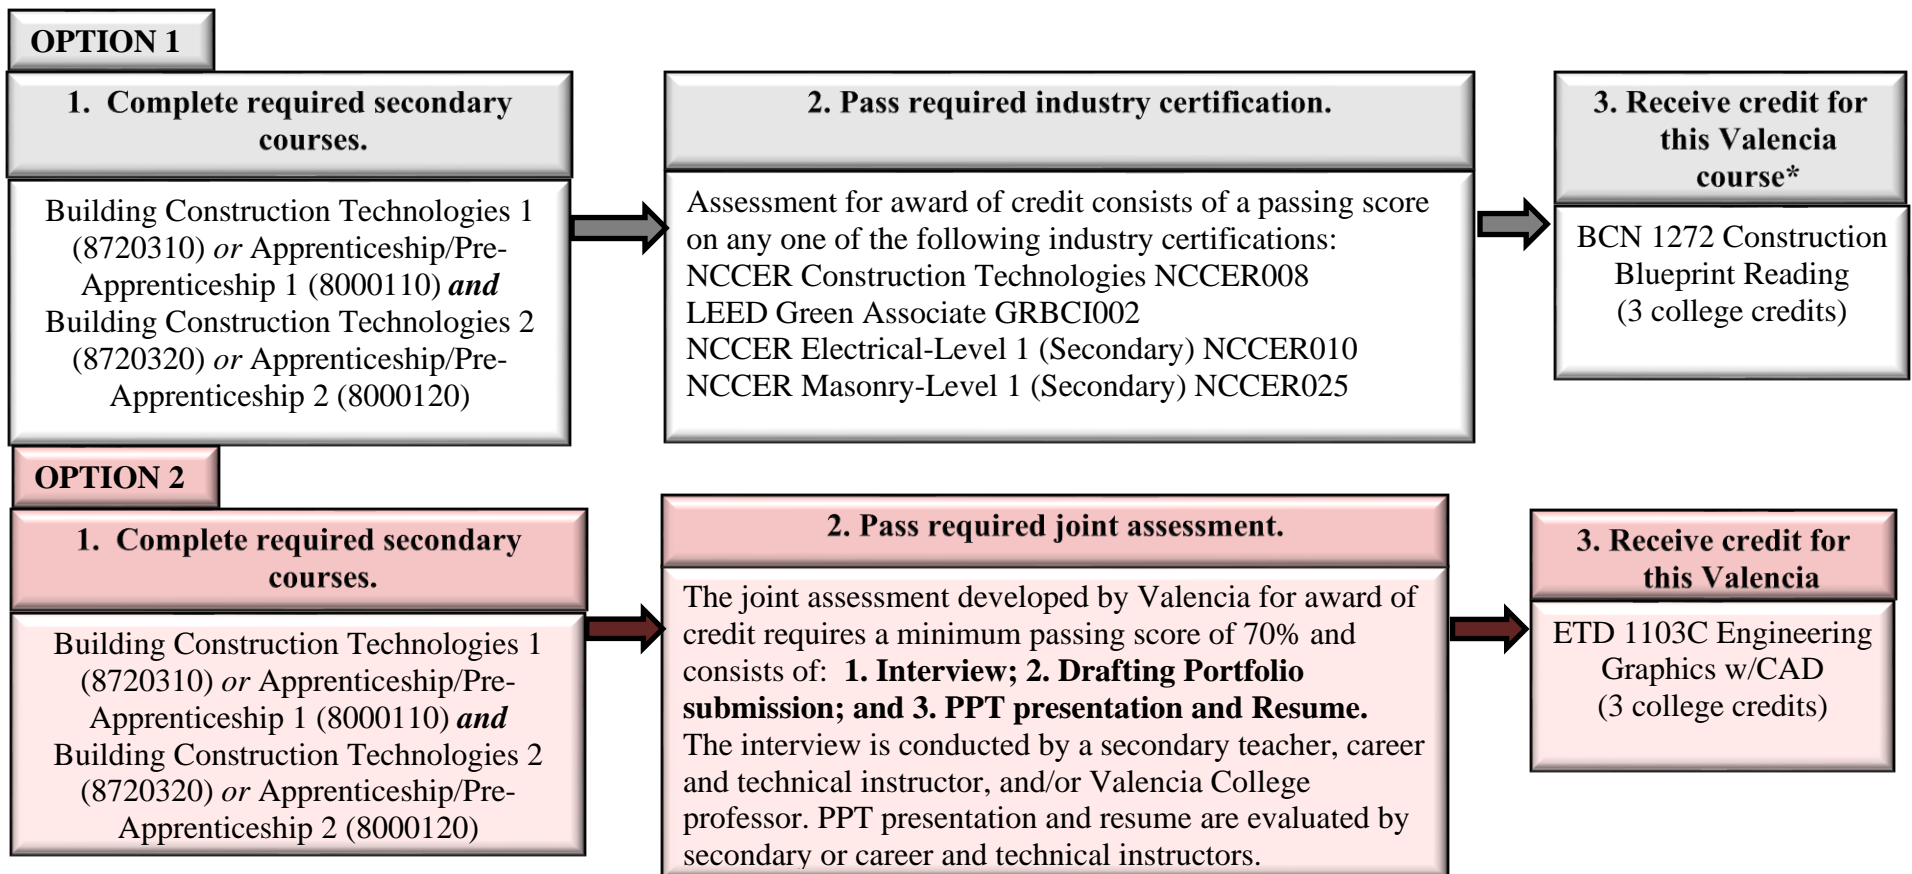 OPTION 1
1. Complete required secondary
courses.
Building Construction Technologies 1
(8720310) or Apprenticeship/Pre-
Apprenticeship 1 (8000110) and
Building Construction Technologies 2
(8720320) or Apprenticeship/Pre-
Apprenticeship 2 (8000120)
2. Pass required industry certification.
Assessment for award of credit consists of a passing score
on any one of the following industry certifications:
NCCER Construction Technologies NCCER008
LEED Green Associate GRBCI002
NCCER Electrical-Level 1 (Secondary) NCCER010
NCCER Masonry-Level 1 (Secondary) NCCER025
3. Receive credit for
this Valencia
course*
BCN 1272 Construction
Blueprint Reading
(3 college credits)
OPTION 2
1. Complete required secondary
courses.
Building Construction Technologies 1
(8720310) or Apprenticeship/Pre-
Apprenticeship 1 (8000110) and
Building Construction Technologies 2
(8720320) or Apprenticeship/Pre-
Apprenticeship 2 (8000120)
2. Pass required joint assessment.
The joint assessment developed by Valencia for award of
credit requires a minimum passing score of 70% and
consists of: 1. Interview; 2. Drafting Portfolio
submission; and 3. PPT presentation and Resume.
The interview is conducted by a secondary teacher, career
and technical instructor, and/or Valencia College
professor. PPT presentation and resume are evaluated by
secondary or career and technical instructors.
3. Receive credit for
this Valencia
ETD 1103C Engineering
Graphics w/CAD
(3 college credits)